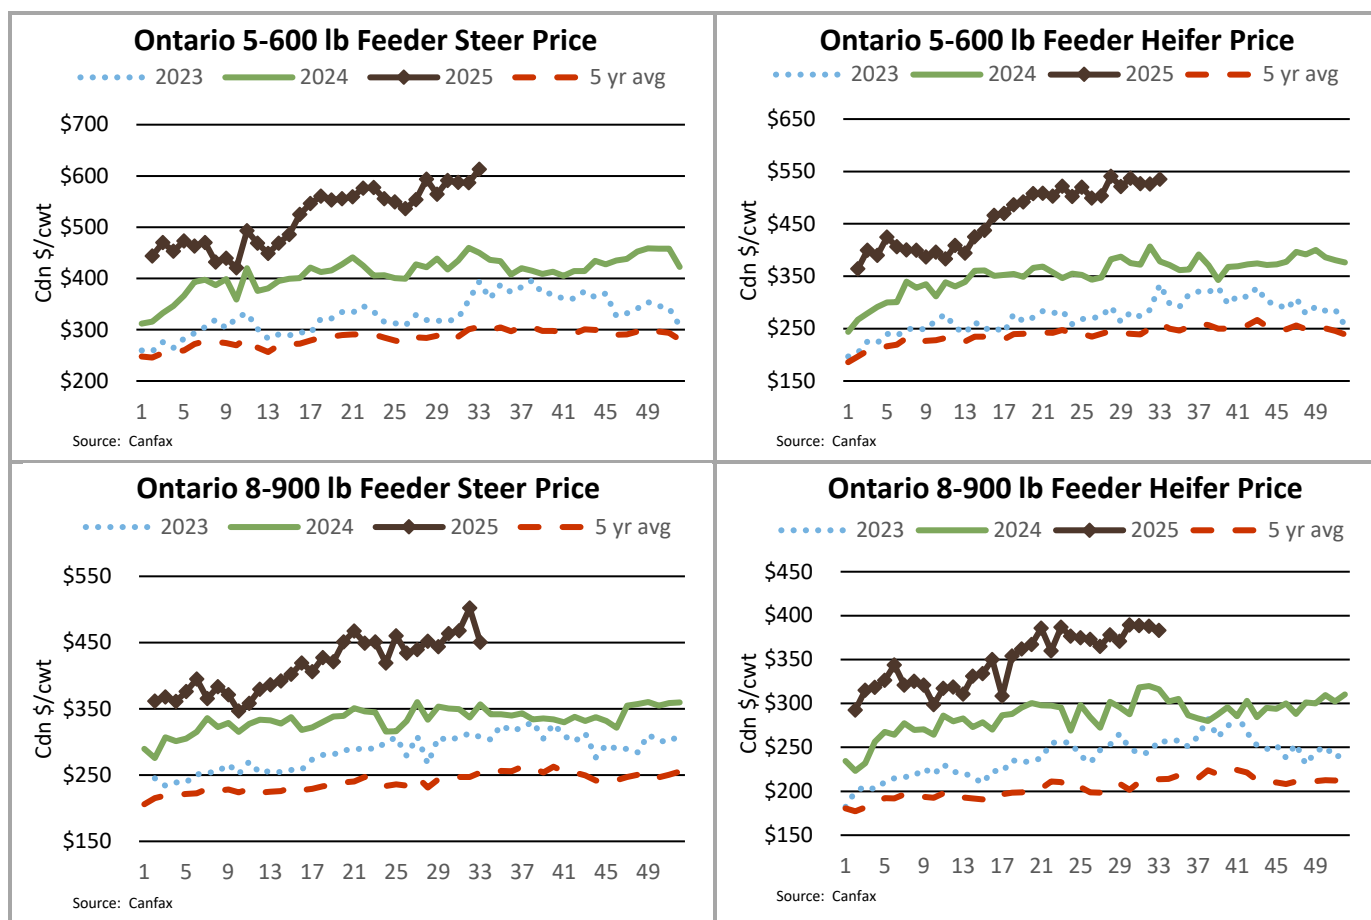 Ontario 5-600 lb Feeder Steer Price
2023 2024 2025 5 yr avg
Cdn $/cwt
$700
$600
$500
$400
$300
$200
1 5 9 13 17 21 25 29 33 37 41 45 49
Source: Canfax
Ontario 5-600 lb Feeder Heifer Price
2023 2024 2025 5 yr avg
Cdn $/cwt
$650
$550
$450
$350
$250
$150
1 5 9 13 17 21 25 29 33 37 41 45 49
Source: Canfax
Ontario 8-900 lb Feeder Steer Price
2023 2024 2025 5 yr avg
Cdn $/cwt
$550
$450
$350
$250
$150
1 5 9 13 17 21 25 29 33 37 41 45 49
Source: Canfax
Ontario 8-900 lb Feeder Heifer Price
2023 2024 2025 5 yr avg
Cdn $/cwt
$450
$400
$350
$300
$250
$200
$150
1 5 9 13 17 21 25 29 33 37 41 45 49
Source: Canfax